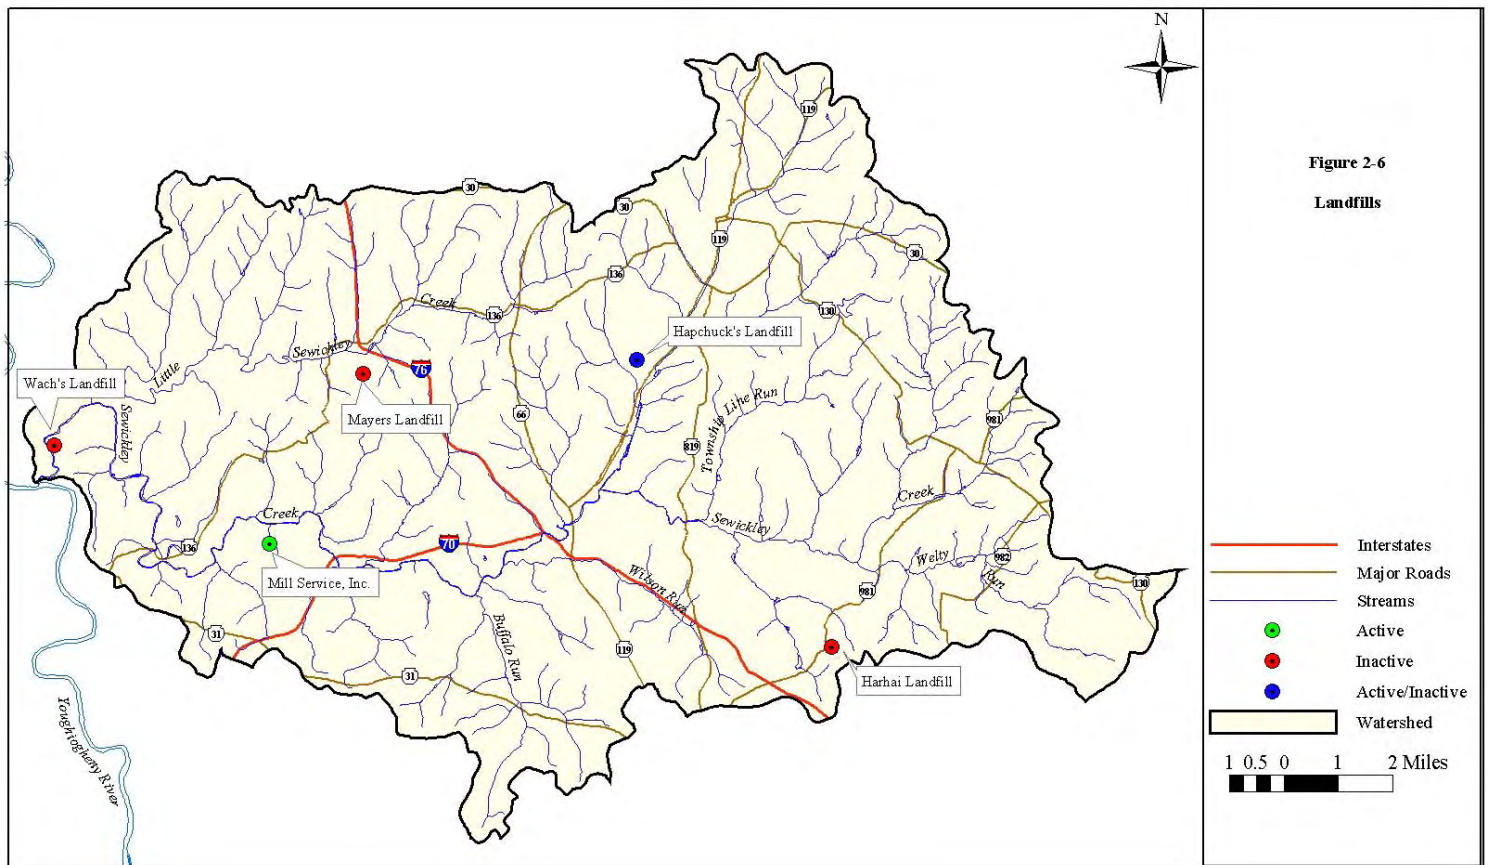 N
Figure 2-6
Landfills
119
30
30
119
30
136
Creek
136
130
Hapchuck's Landfill
Sewickley
76
Little
Wach's Landfill
Mayers Landfill
Sewickley
66
819
Township Line Run
981
Creek
Creek
Sewickley
136
70
Welty
982
Run
Mill Service, Inc.
Wilson Run
981
130
31
Buffalo Run
119
31
Harhai Landfill
Youghiogheny River
Interstates
Major Roads
Streams
Active
Inactive
Active/Inactive
Watershed
1 0.5 0 1 2 Miles